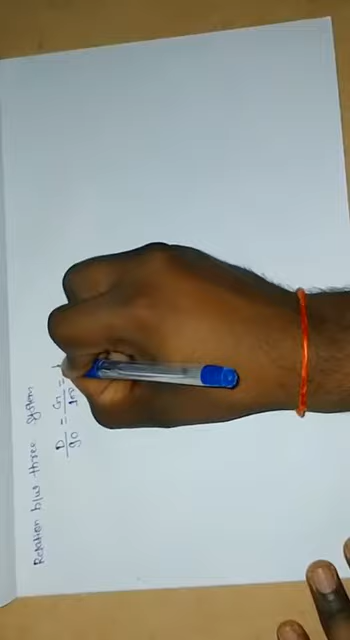 Relation b/w three system
D/90 = G/100 =